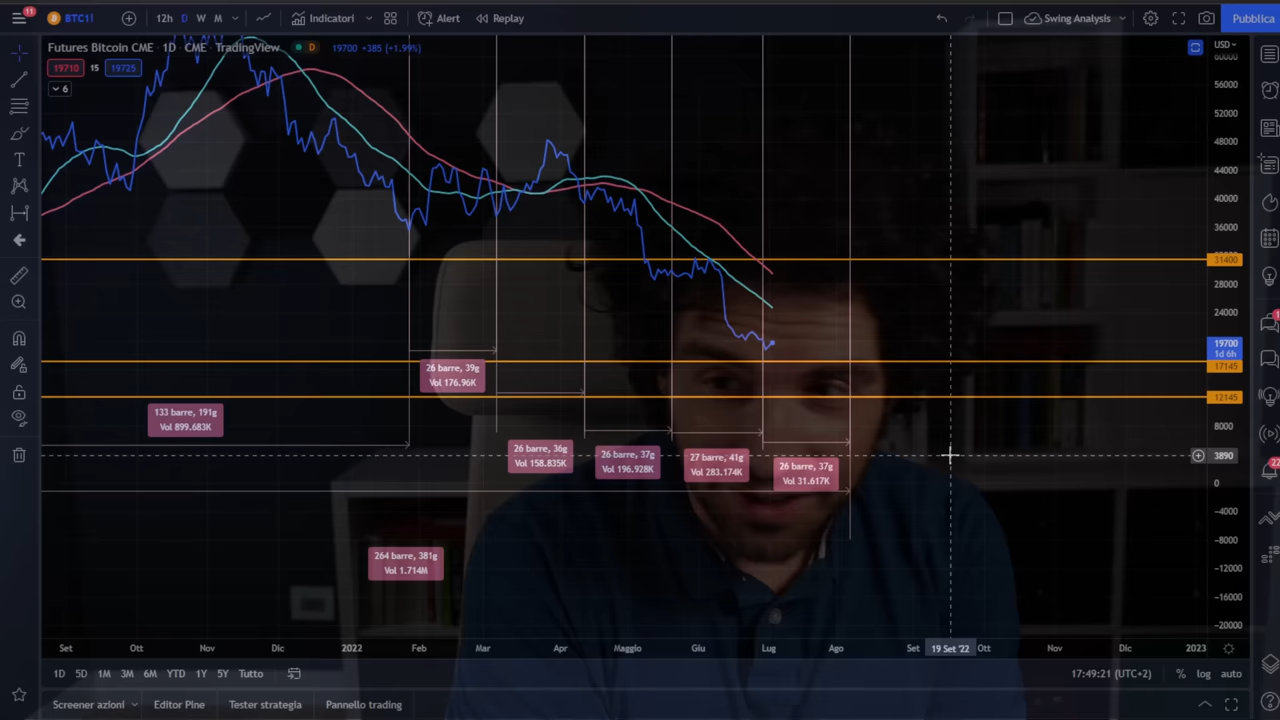 11
BTC1!
12h D W M
Indicatori
Alert
Replay
Swing Analysis
Pubblica
Futures Bitcoin CME · 1D · CME · TradingView
D
19700 +385 (+1.99%)
USD
19710 15 19725
6
60000
56000
52000
48000
44000
40000
36000
31400
28000
24000
19700
1d 6h
17145
12145
8000
3890
0
-4000
-8000
-12000
-16000
-20000
26 barre, 39g
Vol 176.96K
133 barre, 191g
Vol 899.683K
26 barre, 36g
Vol 158.835K
26 barre, 37g
Vol 196.928K
27 barre, 41g
Vol 283.174K
26 barre, 37g
Vol 31.617K
264 barre, 381g
Vol 1.714M
Set Ott Nov Dic 2022 Feb Mar Apr Maggio Giu Lug Ago Set 19 Set '22 Ott Nov Dic 2023
1D 5D 1M 3M 6M YTD 1Y 5Y Tutto
17:49:21 (UTC+2) % log auto
Screener azioni Editor Pine Tester strategia Pannello trading